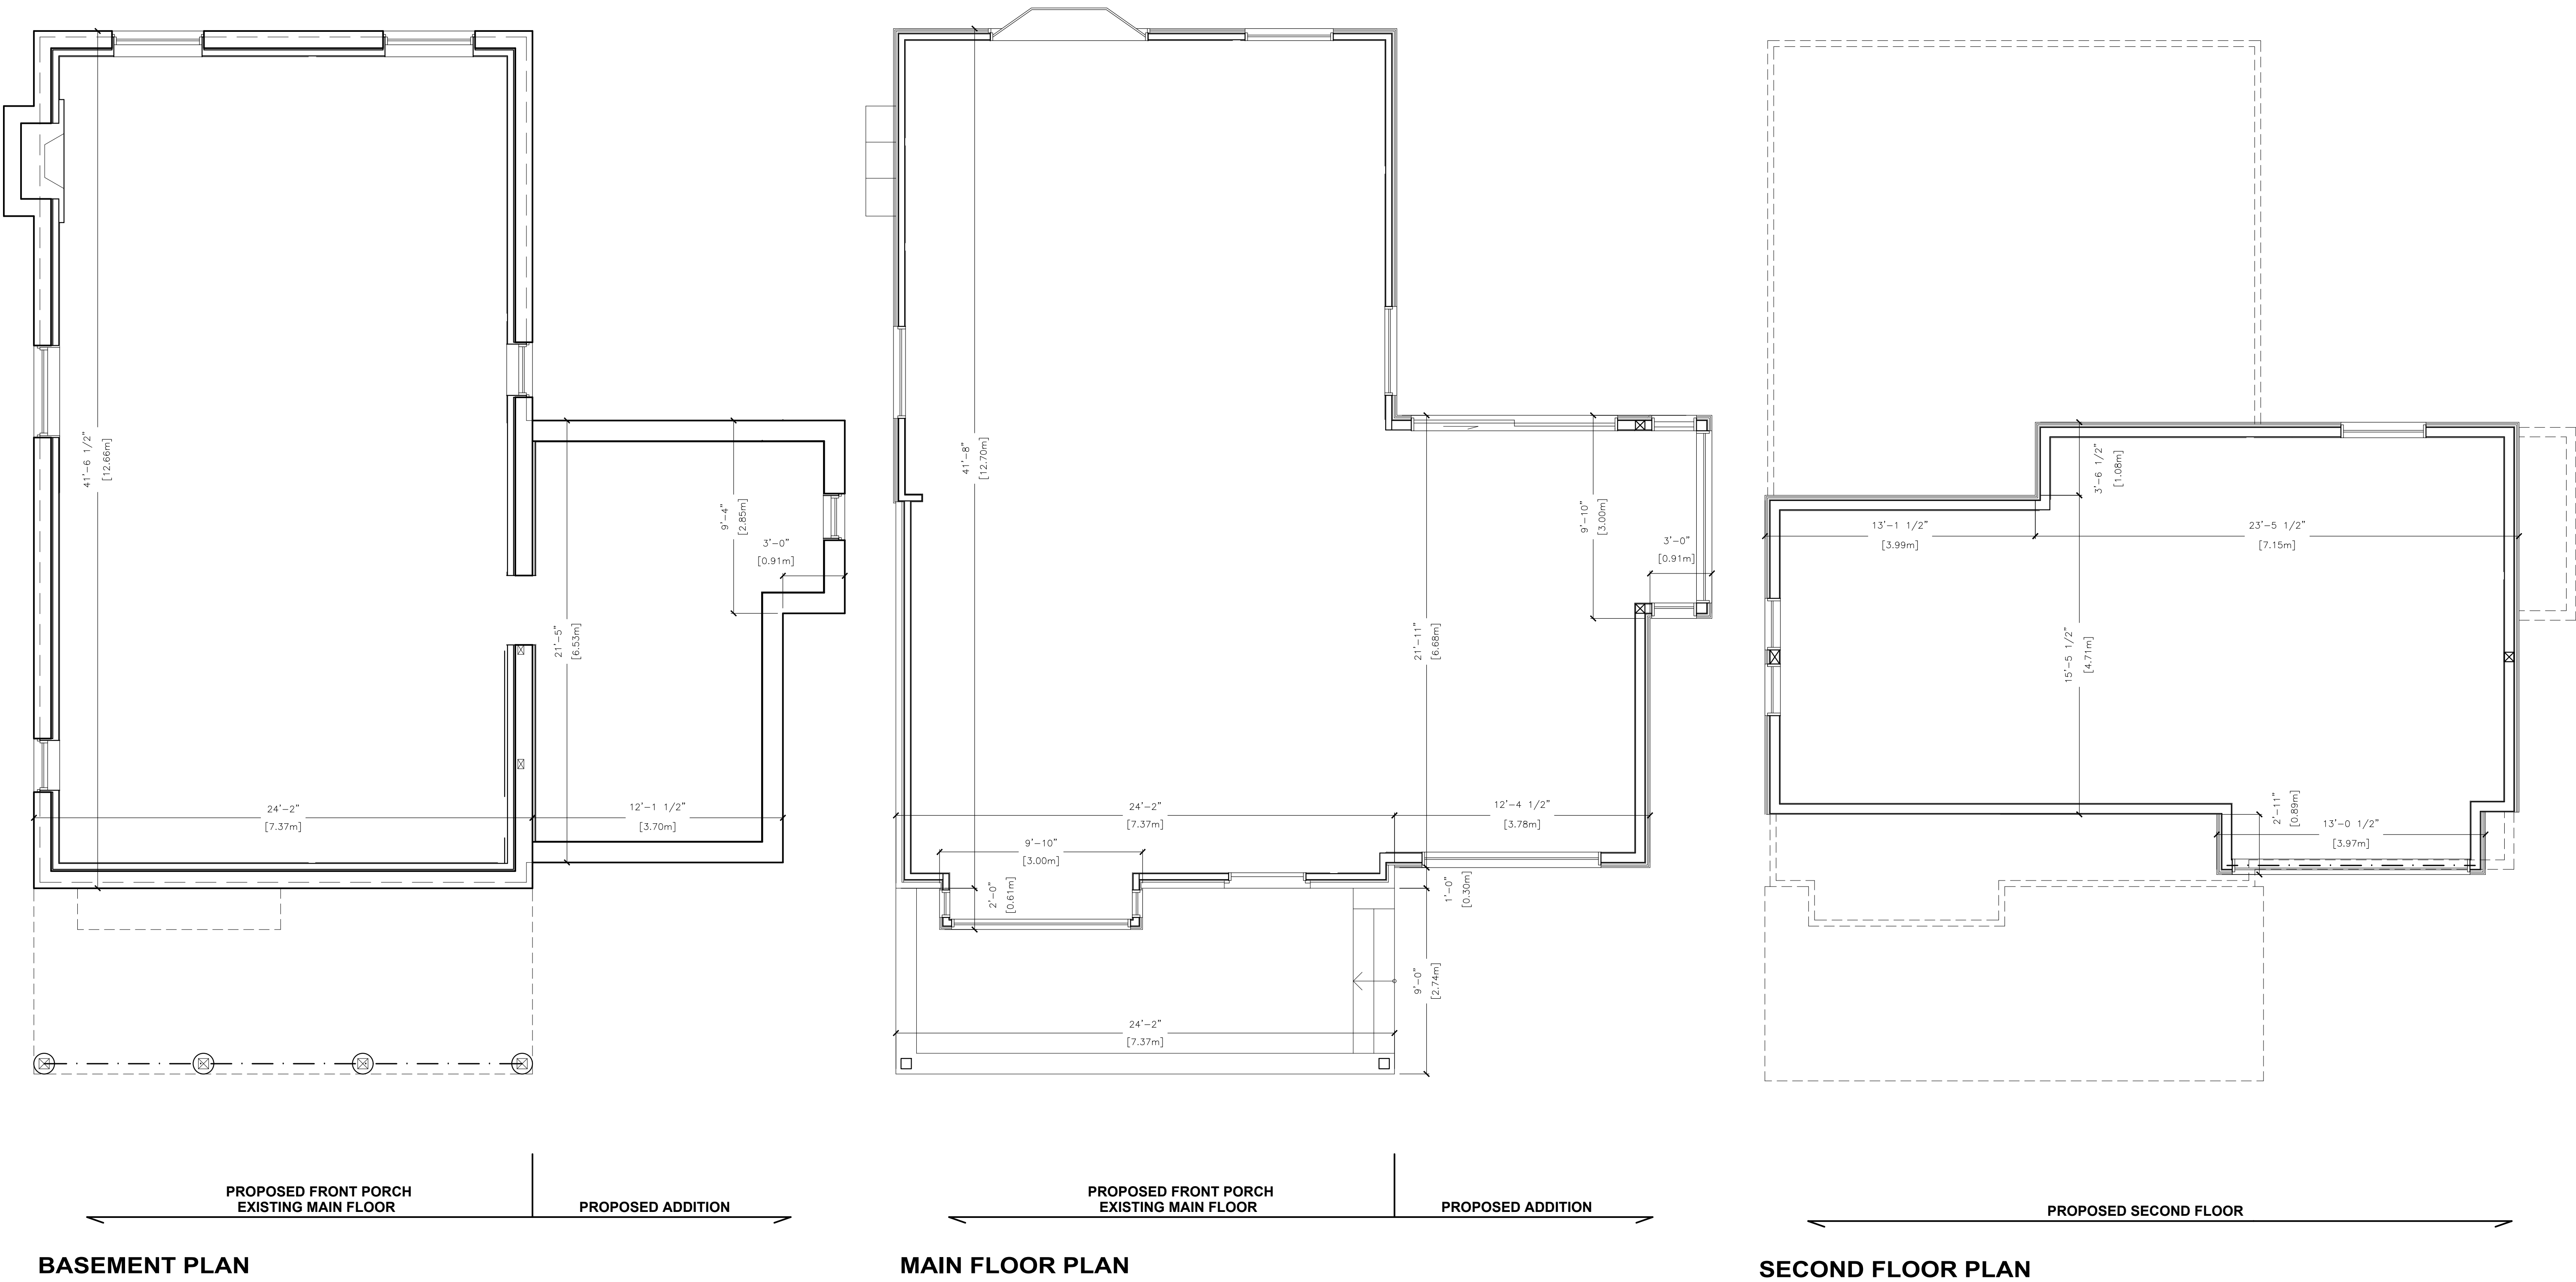 41'-6 1/2"
[12.66m]
9'-4"
[2.85m]
3'-0"
[0.91m]
21'-5"
[6.53m]
24'-2"
[7.37m]
12'-1 1/2"
[3.70m]
PROPOSED FRONT PORCH
EXISTING MAIN FLOOR
PROPOSED ADDITION
BASEMENT PLAN
41'-8"
[12.70m]
9'-10"
[3.00m]
3'-0"
[0.91m]
21'-11"
[6.68m]
24'-2"
[7.37m]
12'-4 1/2"
[3.78m]
9'-10"
[3.00m]
2'-0"
[0.61m]
1'-0"
[0.30m]
9'-0"
[2.74m]
24'-2"
[7.37m]
PROPOSED FRONT PORCH
EXISTING MAIN FLOOR
PROPOSED ADDITION
MAIN FLOOR PLAN
3'-6 1/2"
[1.08m]
13'-1 1/2"
[3.99m]
23'-5 1/2"
[7.15m]
15'-5 1/2"
[4.71m]
2'-11"
[0.89m]
13'-0 1/2"
[3.97m]
PROPOSED SECOND FLOOR
SECOND FLOOR PLAN